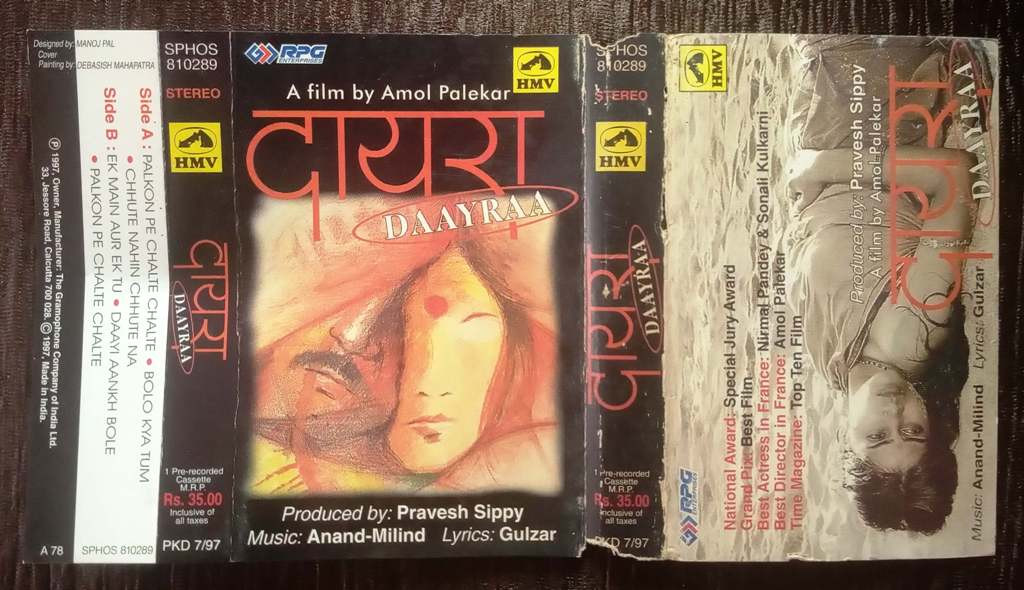 Designed by: MANOJ PAL
Cover
Painting by: DEBASISH MAHAPATRA
Side A : PALKON PE CHALTE CHALTE • BOLO KYA TUM
• CHHUTE NAHIN CHHUTE NA
Side B : EK MAIN AUR EK TU • DAAYI AANKH BOLE
• PALKON PE CHALTE CHALTE
Ⓟ 1997, Owner, Manufacturer: The Gramophone Company of India Ltd.
33, Jessore Road, Calcutta 700 028. Ⓒ 1997, Made in India.
A 78
SPHOS 810289
SPHOS
810289
STEREO
HMV
दायरा
DAAYRAA
1 Pre-recorded
Cassette
M.R.P.
Rs. 35.00
Inclusive of
all taxes
PKD 7/97
RPG
ENTERPRISES
HMV
A film by Amol Palekar
दायरा
DAAYRAA
Produced by: Pravesh Sippy
Music: Anand-Milind Lyrics: Gulzar
SPHOS
810289
STEREO
HMV
दायरा
DAAYRAA
1 Pre-recorded
Cassette
M.R.P.
Rs. 35.00
Inclusive of
all taxes
PKD 7/97
HMV
RPG
ENTERPRISES
National Award: Special Jury Award
Grand Pix: Best Film
Best Actress In France: Nirmal Pandey & Sonali Kulkarni
Best Director in France: Amol Palekar
Time Magazine: Top Ten Film
Produced by: Pravesh Sippy
A film by Amol Palekar
दायरा
DAAYRAA
Music: Anand-Milind Lyrics: Gulzar